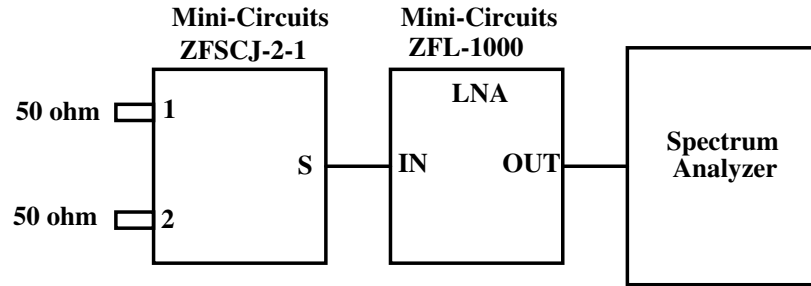 Mini-Circuits
ZFSCJ-2-1
Mini-Circuits
ZFL-1000
LNA
50 ohm
1
S
IN
OUT
Spectrum
Analyzer
50 ohm
2